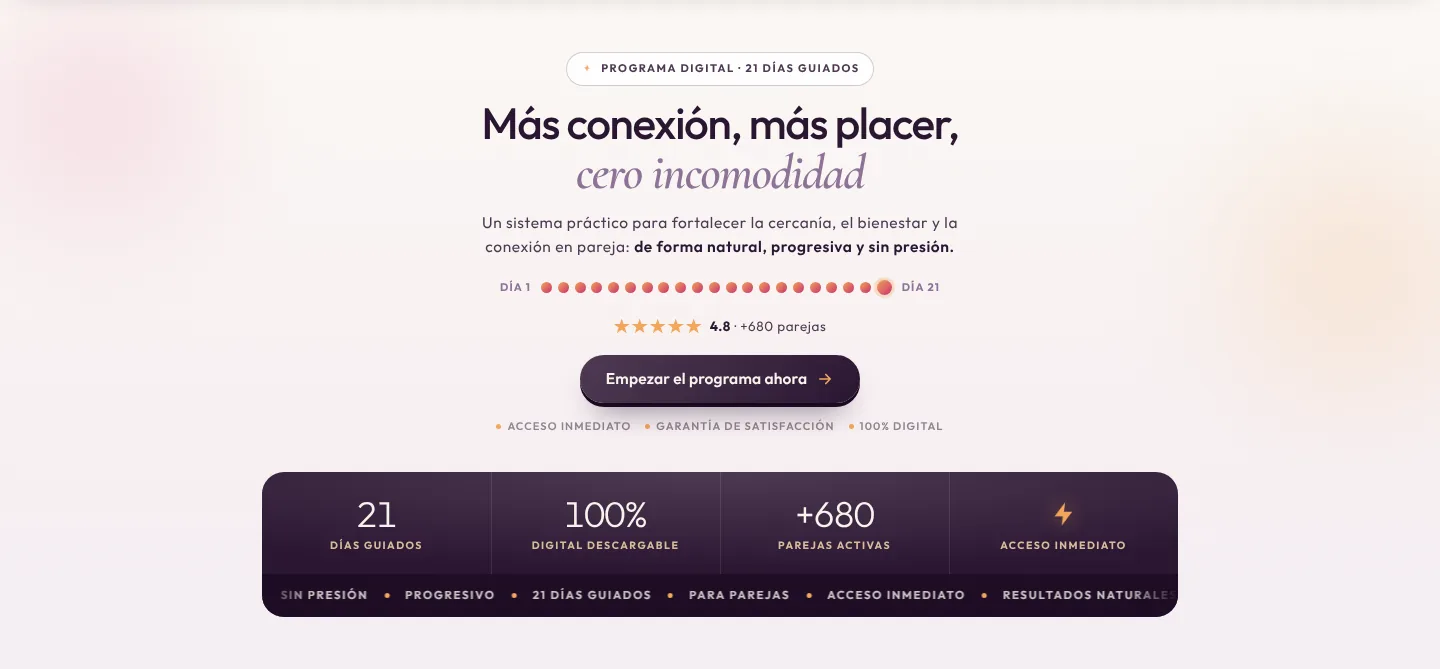 PROGRAMA DIGITAL · 21 DÍAS GUIADOS
Más conexión, más placer,
cero incomodidad
Un sistema práctico para fortalecer la cercanía, el bienestar y la
conexión en pareja: de forma natural, progresiva y sin presión.
DÍA 1 DÍA 21
★★★★★ 4.8 · +680 parejas
Empezar el programa ahora →
• ACCESO INMEDIATO • GARANTÍA DE SATISFACCIÓN • 100% DIGITAL
21 100% +680
DÍAS GUIADOS DIGITAL DESCARGABLE PAREJAS ACTIVAS ACCESO INMEDIATO
SIN PRESIÓN • PROGRESIVO • 21 DÍAS GUIADOS • PARA PAREJAS • ACCESO INMEDIATO • RESULTADOS NATURALES